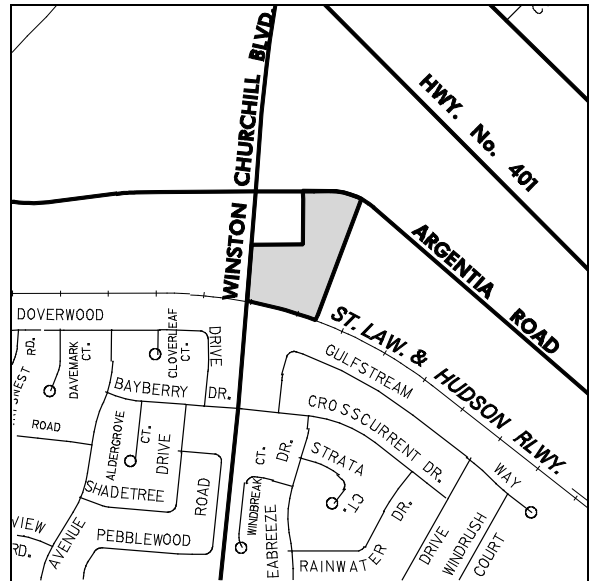 HWY. No. 401
WINSTON CHURCHILL BLVD.
ARGENTIA ROAD
ST. LAW. & HUDSON RLWY.
DOVERWOOD
DRIVE
CLOVERLEAF
CT.
RD.
DAVEMARK
CT.
GULFSTREAM
WAY
BAYBERRY DR.
CROSSCURRENT DR.
ROAD
ALDERGROVE
CT.
DRIVE
STRATA
CT.
DR.
CT.
SHADETREE
ROAD
WINDBREAK
DR.
DRIVE
WINDRUSH
COURT
VIEW
RD.
AVENUE
PEBBLEWOOD
EABREEZE
RAINWATER